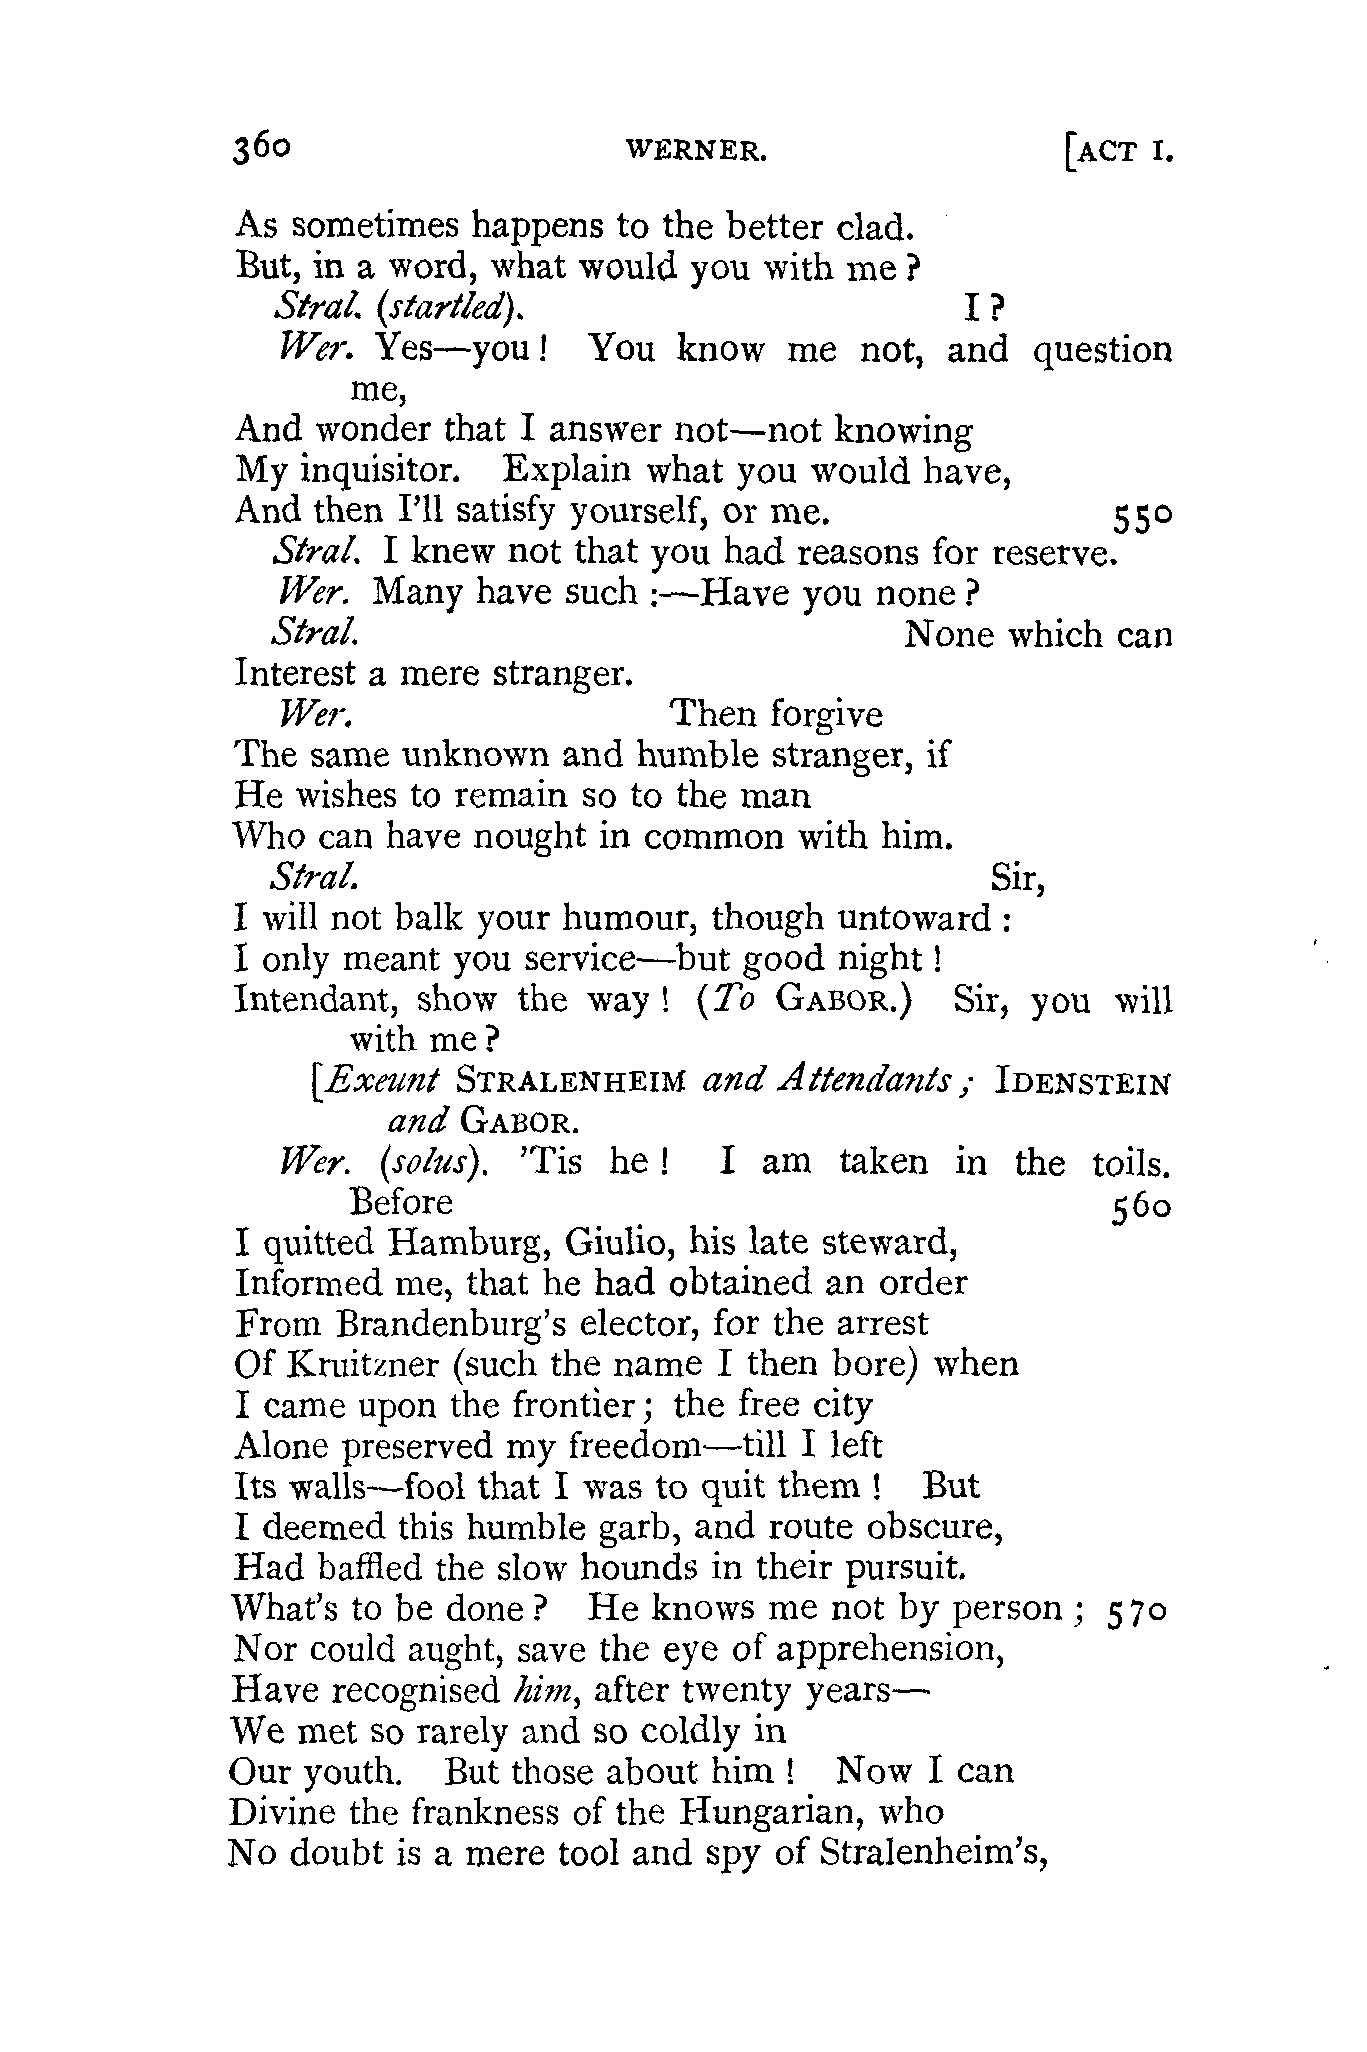 360 WERNER. [ACT I.
As sometimes happens to the better clad.
But, in a word, what would you with me?
Stral. (startled). I?
Wer. Yes—you! You know me not, and question
me,
And wonder that I answer not—not knowing
My inquisitor. Explain what you would have,
And then I'll satisfy yourself, or me. 550
Stral. I knew not that you had reasons for reserve.
Wer. Many have such:—Have you none?
Stral. None which can
Interest a mere stranger.
Wer. Then forgive
The same unknown and humble stranger, if
He wishes to remain so to the man
Who can have nought in common with him.
Stral. Sir,
I will not balk your humour, though untoward:
I only meant you service—but good night!
Intendant, show the way! (To GABOR.) Sir, you will
with me?
[Exeunt STRALENHEIM and Attendants; IDENSTEIN
and GABOR.
Wer. (solus). 'Tis he! I am taken in the toils.
Before 560
I quitted Hamburg, Giulio, his late steward,
Informed me, that he had obtained an order
From Brandenburg's elector, for the arrest
Of Kruitzner (such the name I then bore) when
I came upon the frontier; the free city
Alone preserved my freedom—till I left
Its walls—fool that I was to quit them! But
I deemed this humble garb, and route obscure,
Had baffled the slow hounds in their pursuit.
What's to be done? He knows me not by person; 570
Nor could aught, save the eye of apprehension,
Have recognised him, after twenty years—
We met so rarely and so coldly in
Our youth. But those about him! Now I can
Divine the frankness of the Hungarian, who
No doubt is a mere tool and spy of Stralenheim's,